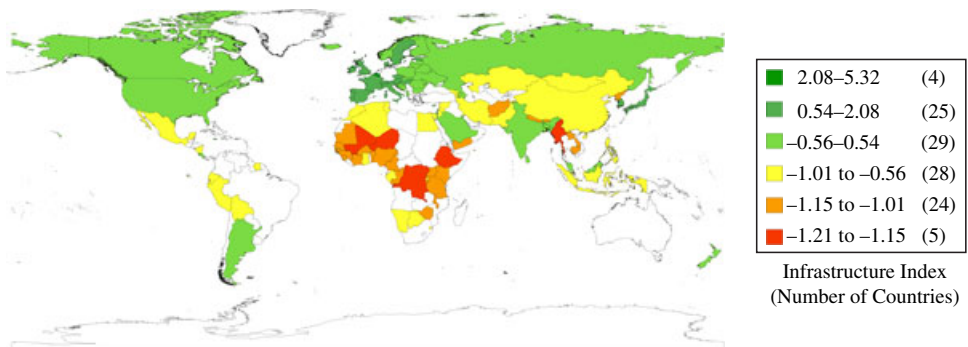 2.08–5.32 (4)
0.54–2.08 (25)
–0.56–0.54 (29)
–1.01 to –0.56 (28)
–1.15 to –1.01 (24)
–1.21 to –1.15 (5)
Infrastructure Index
(Number of Countries)